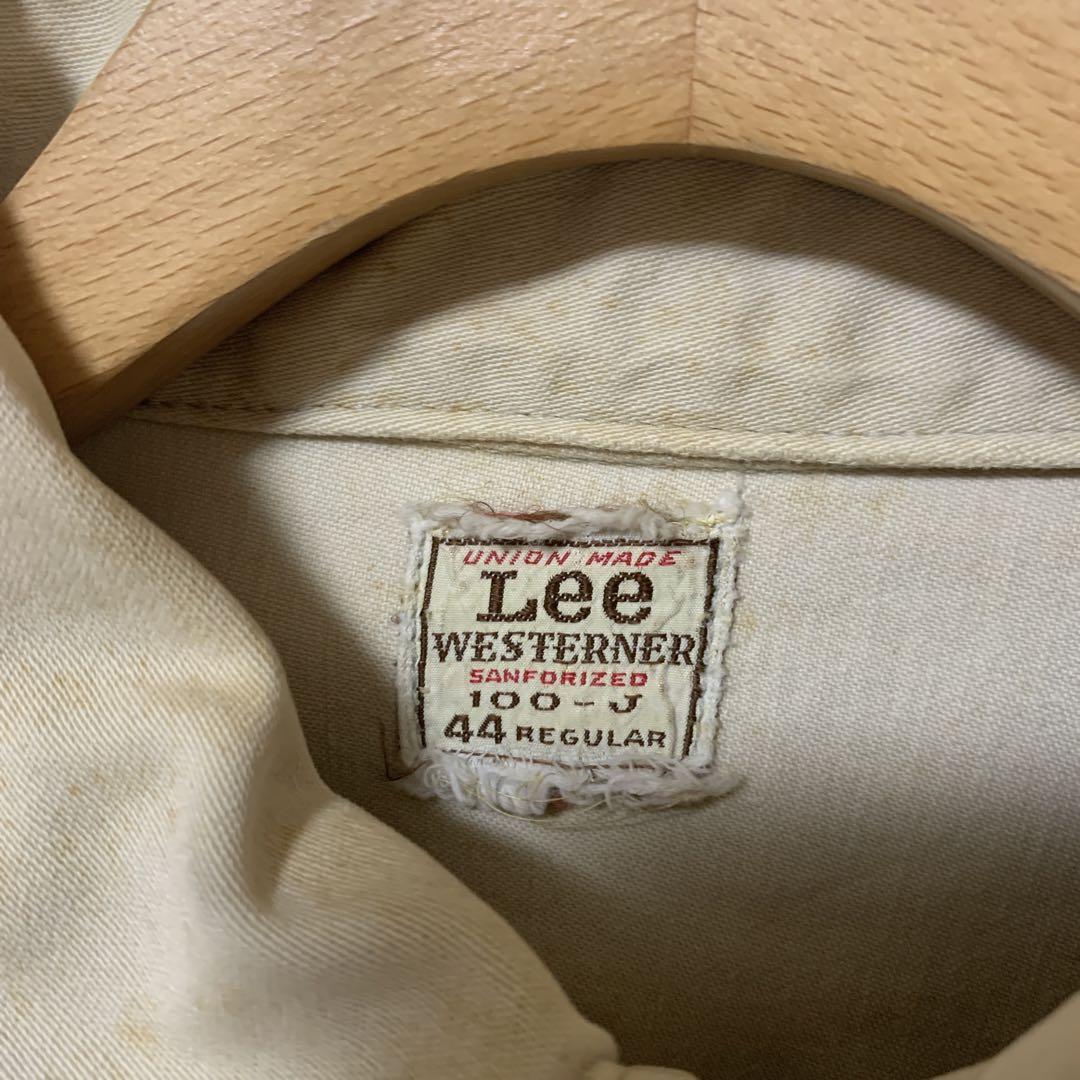 UNION MADE
Lee
WESTERNER
SANFORIZED
100-J
44 REGULAR